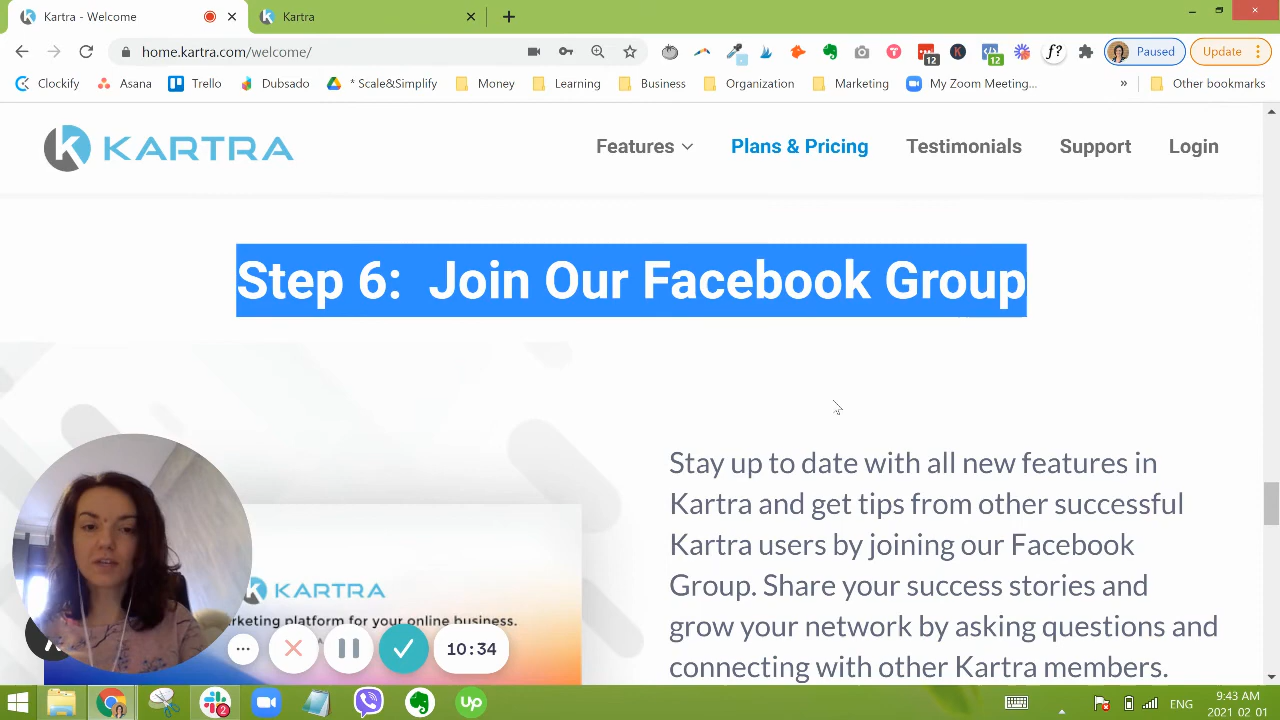 Kartra - Welcome
Kartra
home.kartra.com/welcome/
12
12
f?
Paused
Update
Clockify
Asana
Trello
Dubsado
* Scale&Simplify
Money
Learning
Business
Organization
Marketing
My Zoom Meeting...
»
Other bookmarks
KARTRA
Features
Plans & Pricing
Testimonials
Support
Login
Step 6: Join Our Facebook Group
Stay up to date with all new features in
Kartra and get tips from other successful
Kartra users by joining our Facebook
Group. Share your success stories and
grow your network by asking questions and
connecting with other Kartra members.
KARTRA
rketing platform for your online business.
10:34
2
up
ENG
9:43 AM
2021-02-01